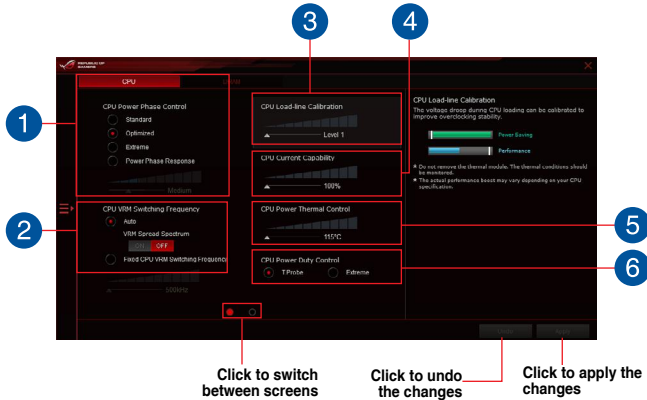 3
4
REPUBLIC OF
GAMERS
CPU
1
CPU Power Phase Control
Standard
Optimized
Extreme
Power Phase Response
Medium
2
CPU VRM Switching Frequency
Auto
VRM Spread Spectrum
ON OFF
Fixed CPU VRM Switching Frequency
500kHz
CPU Load-line Calibration
Level 1
CPU Current Capability
100%
CPU Power Thermal Control
115°C
CPU Power Duty Control
T.Probe Extreme
CPU Load-line Calibration
The voltage droop during CPU loading can be calibrated to
improve overclocking stability.
Power Saving
Performance
* Do not remove the thermal module. The thermal conditions should
be monitored.
* The actual performance boost may vary depending on your CPU
specification.
5
6
Undo
Apply
Click to switch
between screens
Click to undo
the changes
Click to apply the
changes